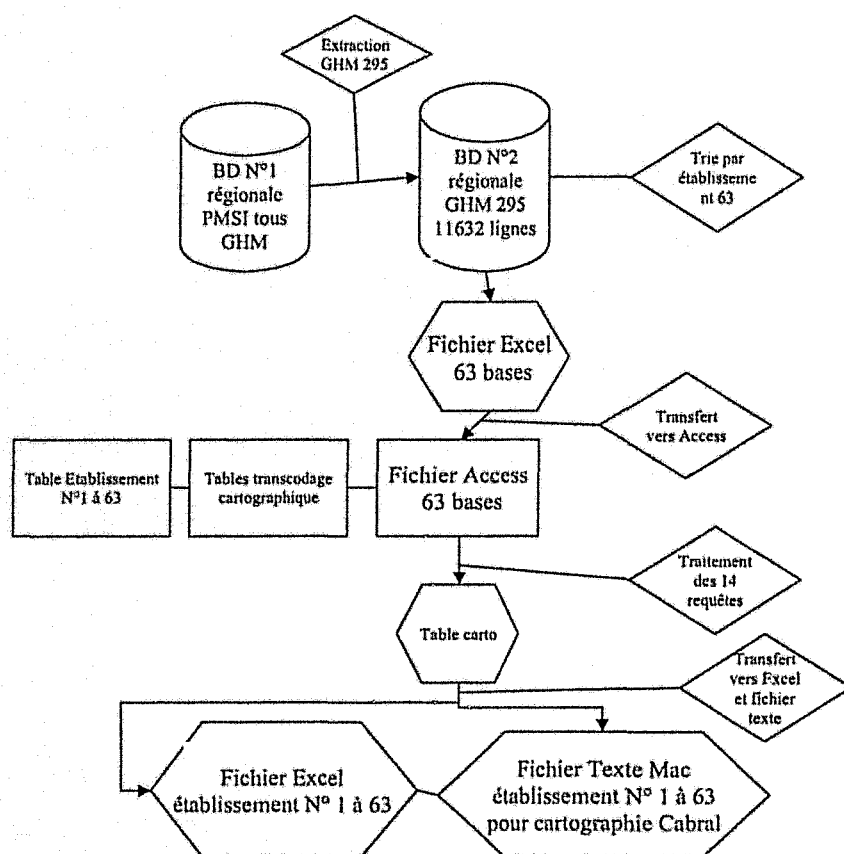 Extraction
GHM 295
BD N°1
régionale
PMSI tous
GHM
BD N°2
régionale
GHM 295
11632 lignes
Trie par
établisseme
nt 63
Fichier Excel
63 bases
Transfert
vers Access
Table Etablissement
N°1 à 63
Tables transcodage
cartographique
Fichier Access
63 bases
Traitement
des 14
requêtes
Table carto
Transfert
vers Excel
et fichier
texte
Fichier Excel
établissement N° 1 à 63
Fichier Texte Mac
établissement N° 1 à 63
pour cartographie Cabral